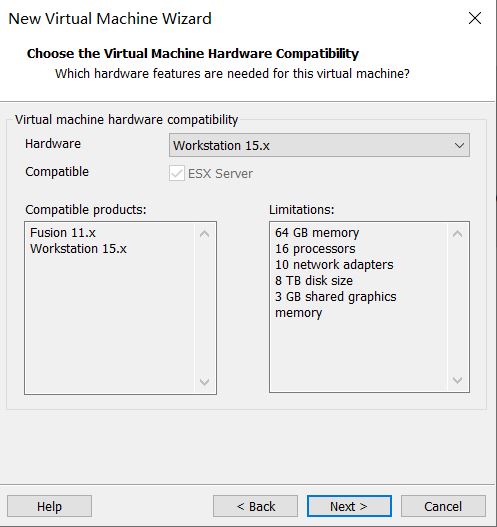 New Virtual Machine Wizard
Choose the Virtual Machine Hardware Compatibility
Which hardware features are needed for this virtual machine?
Virtual machine hardware compatibility
Hardware
Workstation 15.x
Compatible
ESX Server
Compatible products:
Fusion 11.x
Workstation 15.x
Limitations:
64 GB memory
16 processors
10 network adapters
8 TB disk size
3 GB shared graphics
memory
Help
< Back
Next >
Cancel